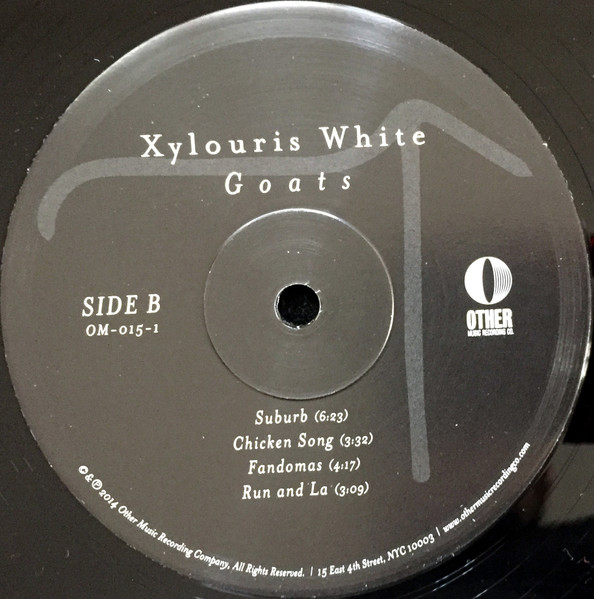 Xylouris White
Goats
SIDE B
OM-015-1
OTHER
MUSIC RECORDING CO.
Suburb (6:23)
Chicken Song (3:32)
Fandomas (4:17)
Run and La (3:09)
© & ℗ 2014 Other Music Recording Company, All Rights Reserved. | 15 East 4th Street, NYC 10003 | www.othermusicrecordingco.com